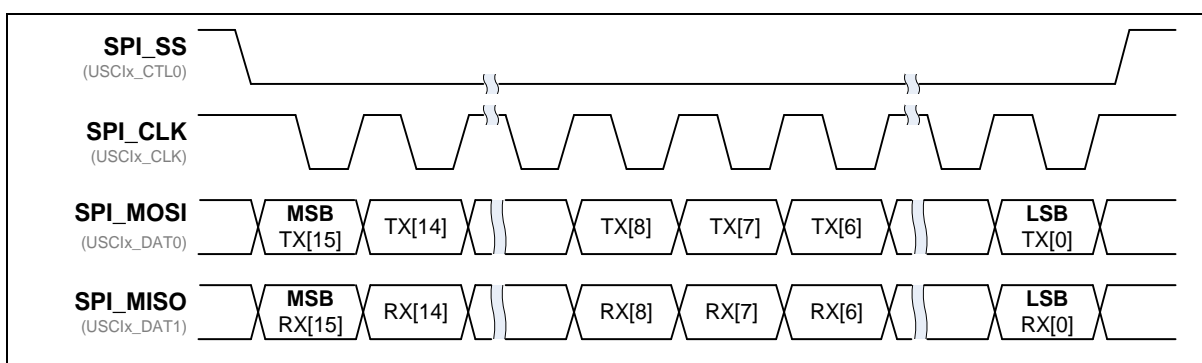 SPI_SS
(USCIx_CTL0)
SPI_CLK
(USCIx_CLK)
SPI_MOSI
(USCIx_DAT0)
MSB
TX[15]
TX[14]
TX[8]
TX[7]
TX[6]
LSB
TX[0]
SPI_MISO
(USCIx_DAT1)
MSB
RX[15]
RX[14]
RX[8]
RX[7]
RX[6]
LSB
RX[0]